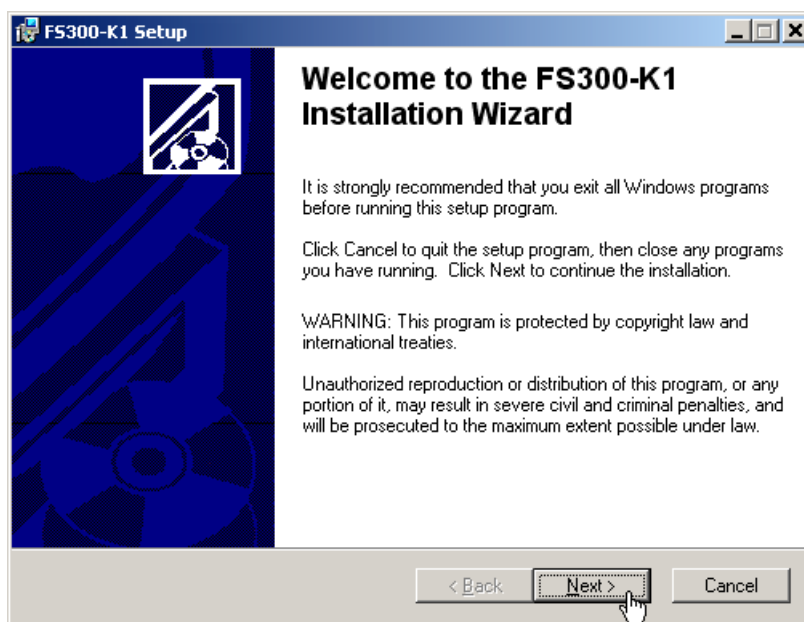 FS300-K1 Setup
Welcome to the FS300-K1
Installation Wizard
It is strongly recommended that you exit all Windows programs
before running this setup program.
Click Cancel to quit the setup program, then close any programs
you have running. Click Next to continue the installation.
WARNING: This program is protected by copyright law and
international treaties.
Unauthorized reproduction or distribution of this program, or any
portion of it, may result in severe civil and criminal penalties, and
will be prosecuted to the maximum extent possible under law.
< Back Next > Cancel